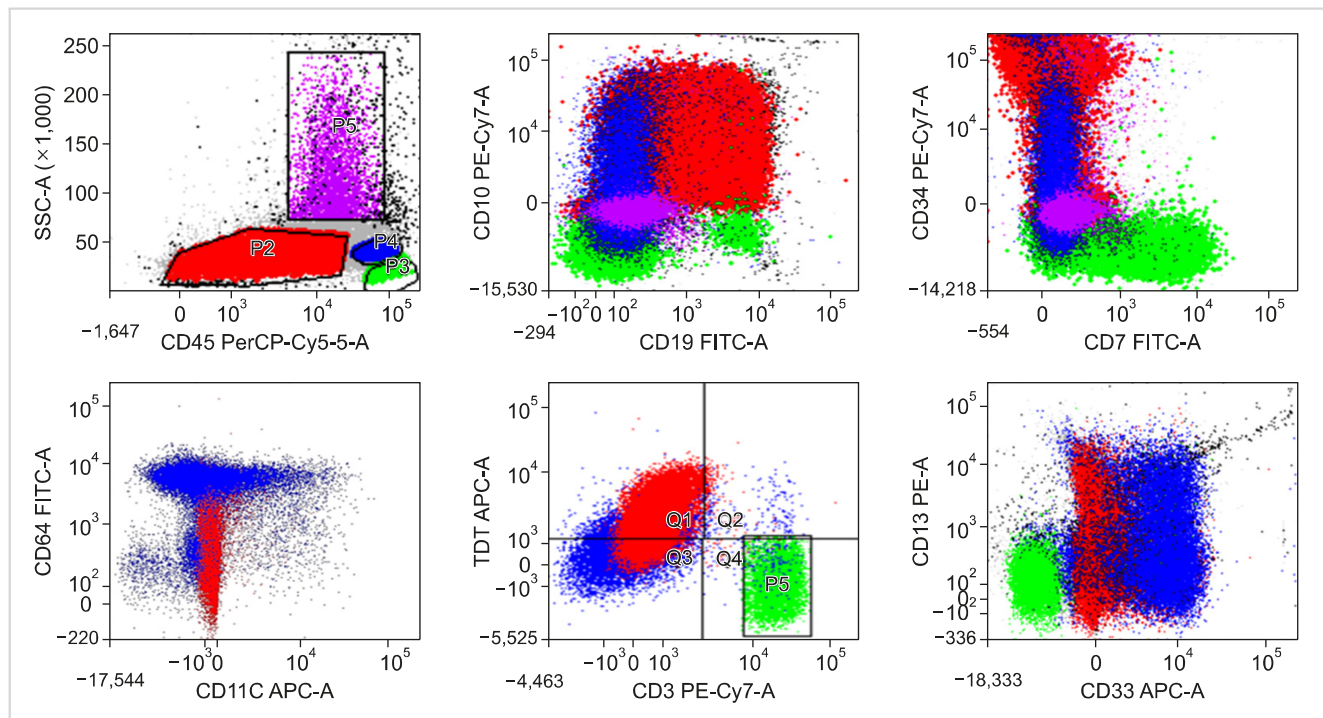 SSC-A (×1,000)
250
200
150
100
50
P5
P2
P4
P3
0
10³
10⁴
10⁵
−1,647
CD45 PerCP-Cy5-5-A
CD10 PE-Cy7-A
10⁵
10⁴
0
−15,530
−10² 0 10²
10³
10⁴
10⁵
−294
CD19 FITC-A
CD34 PE-Cy7-A
10⁵
10⁴
0
−14,218
0
10³
10⁴
10⁵
−554
CD7 FITC-A
CD64 FITC-A
10⁵
10⁴
10³
10²
0
−220
−10³ 0
10⁴
10⁵
−17,544
CD11C APC-A
TDT APC-A
10⁵
10⁴
10³
0
−10³
−5,525
Q1
Q2
Q3
Q4
P5
−10³ 0 10³
10⁴
10⁵
−4,463
CD3 PE-Cy7-A
CD13 PE-A
10⁵
10⁴
10³
10²
0
−10²
−336
0
10⁴
10⁵
−18,333
CD33 APC-A